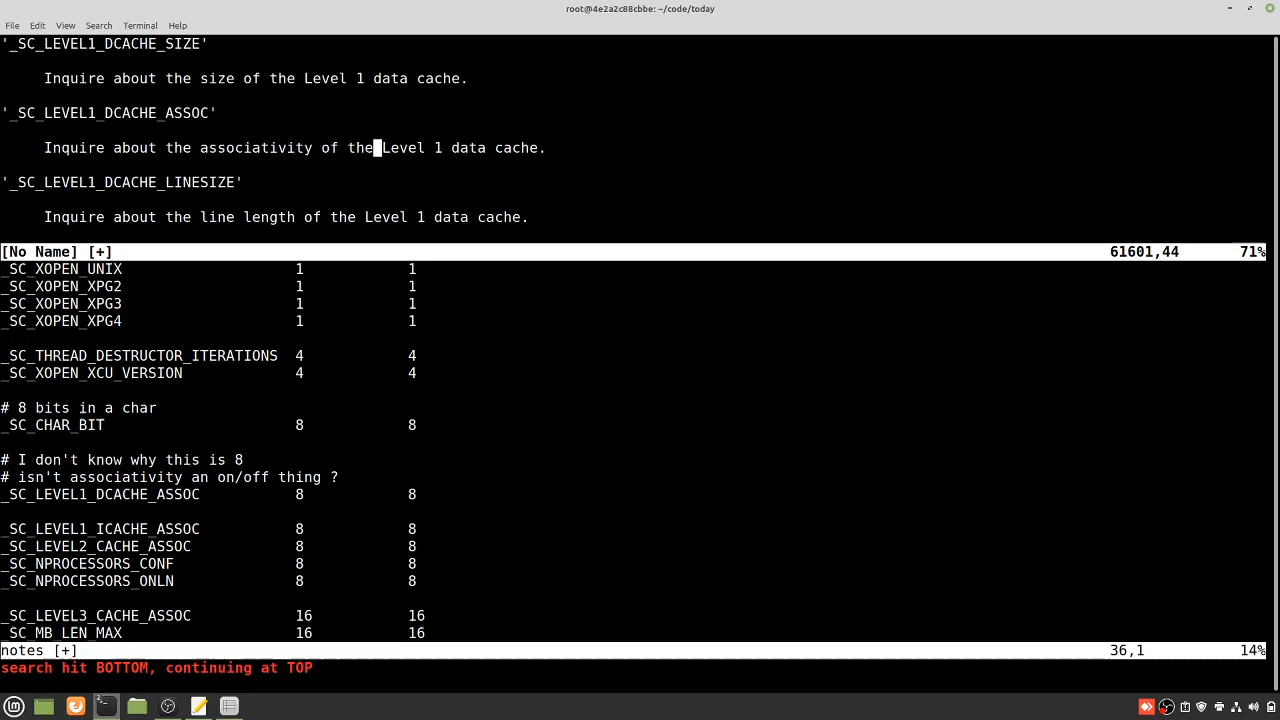 root@4e2a2c88cbbe: ~/code/today
File Edit View Search Terminal Help
'_SC_LEVEL1_DCACHE_SIZE'
Inquire about the size of the Level 1 data cache.
'_SC_LEVEL1_DCACHE_ASSOC'
Inquire about the associativity of the Level 1 data cache.
'_SC_LEVEL1_DCACHE_LINESIZE'
Inquire about the line length of the Level 1 data cache.
[No Name] [+] 61601,44 71%
_SC_XOPEN_UNIX 1 1
_SC_XOPEN_XPG2 1 1
_SC_XOPEN_XPG3 1 1
_SC_XOPEN_XPG4 1 1
_SC_THREAD_DESTRUCTOR_ITERATIONS 4 4
_SC_XOPEN_XCU_VERSION 4 4
# 8 bits in a char
_SC_CHAR_BIT 8 8
# I don't know why this is 8
# isn't associativity an on/off thing ?
_SC_LEVEL1_DCACHE_ASSOC 8 8
_SC_LEVEL1_ICACHE_ASSOC 8 8
_SC_LEVEL2_CACHE_ASSOC 8 8
_SC_NPROCESSORS_CONF 8 8
_SC_NPROCESSORS_ONLN 8 8
_SC_LEVEL3_CACHE_ASSOC 16 16
_SC_MB_LEN_MAX 16 16
notes [+] 36,1 14%
search hit BOTTOM, continuing at TOP